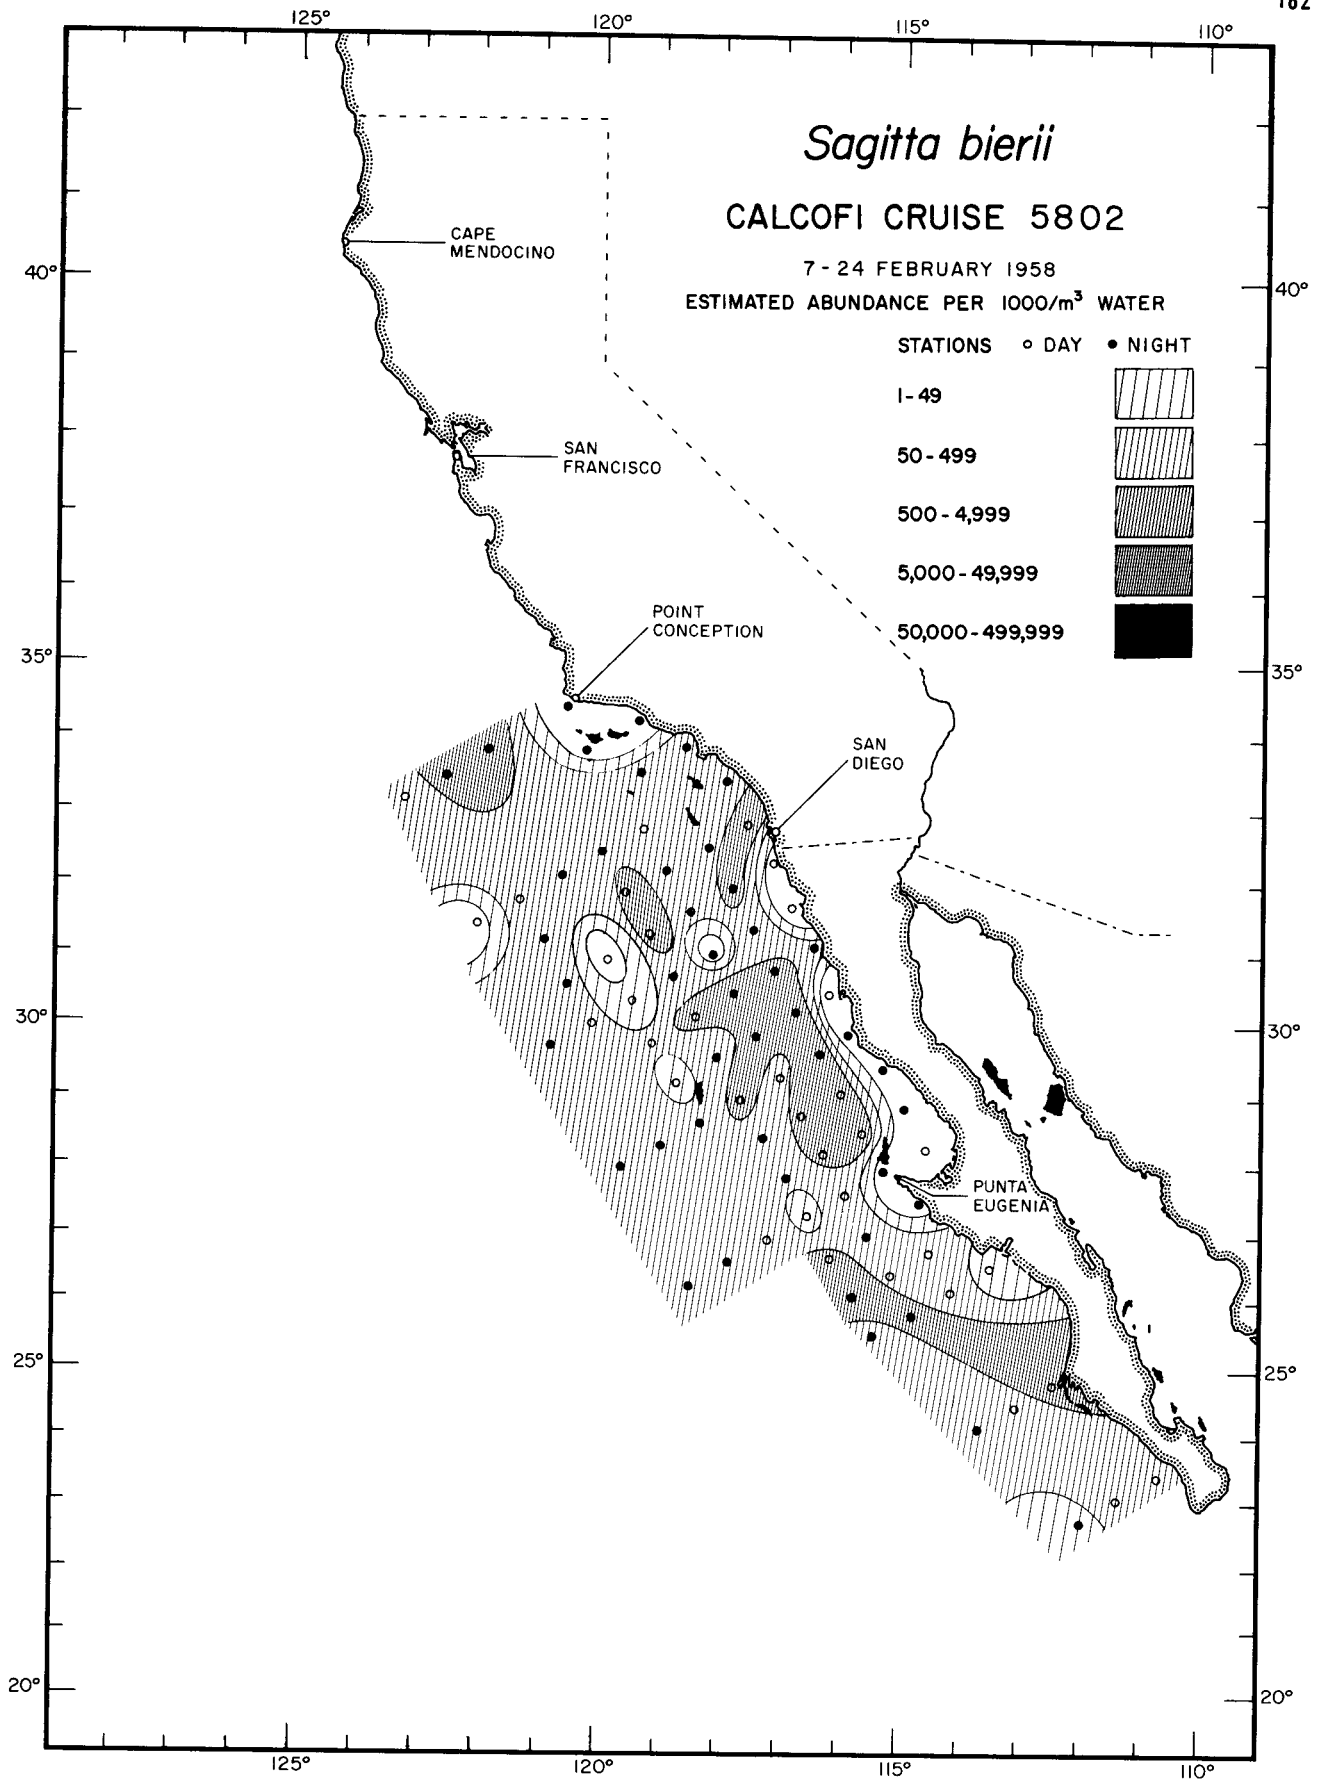 182
125° 120° 115° 110°
Sagitta bierii
CALCOFI CRUISE 5802
7-24 FEBRUARY 1958
ESTIMATED ABUNDANCE PER 1000/m³ WATER
STATIONS ○ DAY ● NIGHT
1-49
50-499
500-4,999
5,000-49,999
50,000-499,999
CAPE
MENDOCINO
40° 40°
SAN
FRANCISCO
POINT
CONCEPTION
35° 35°
SAN
DIEGO
30° 30°
PUNTA
EUGENIA
25° 25°
20° 20°
125° 120° 115° 110°